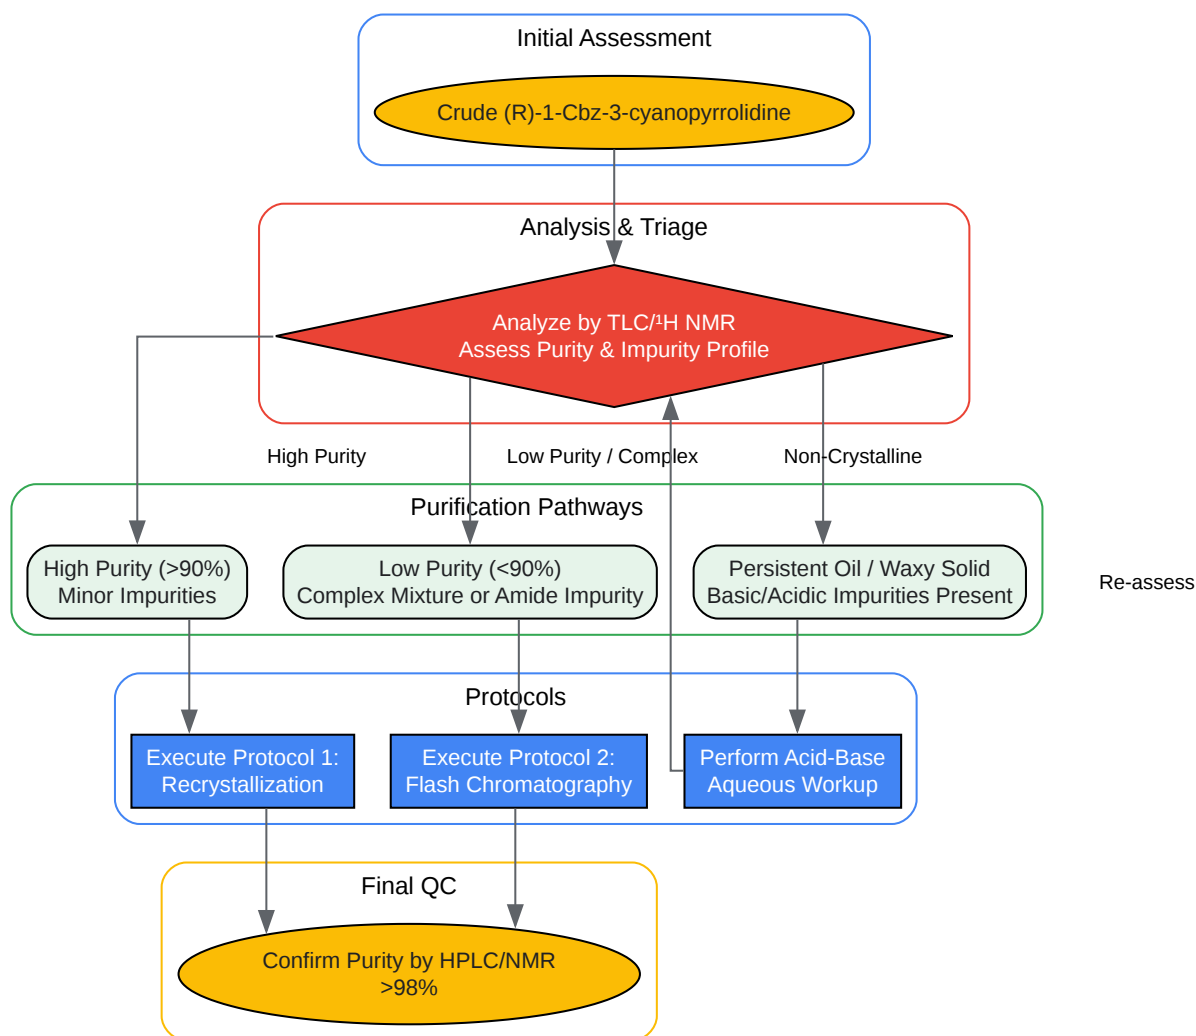 Initial Assessment
Crude (R)-1-Cbz-3-cyanopyrrolidine
Analysis & Triage
Analyze by TLC/¹H NMR
Assess Purity & Impurity Profile
High Purity
Low Purity / Complex
Non-Crystalline
Purification Pathways
High Purity (>90%)
Minor Impurities
Low Purity (<90%)
Complex Mixture or Amide Impurity
Persistent Oil / Waxy Solid
Basic/Acidic Impurities Present
Re-assess
Protocols
Execute Protocol 1:
Recrystallization
Execute Protocol 2:
Flash Chromatography
Perform Acid-Base
Aqueous Workup
Final QC
Confirm Purity by HPLC/NMR
>98%